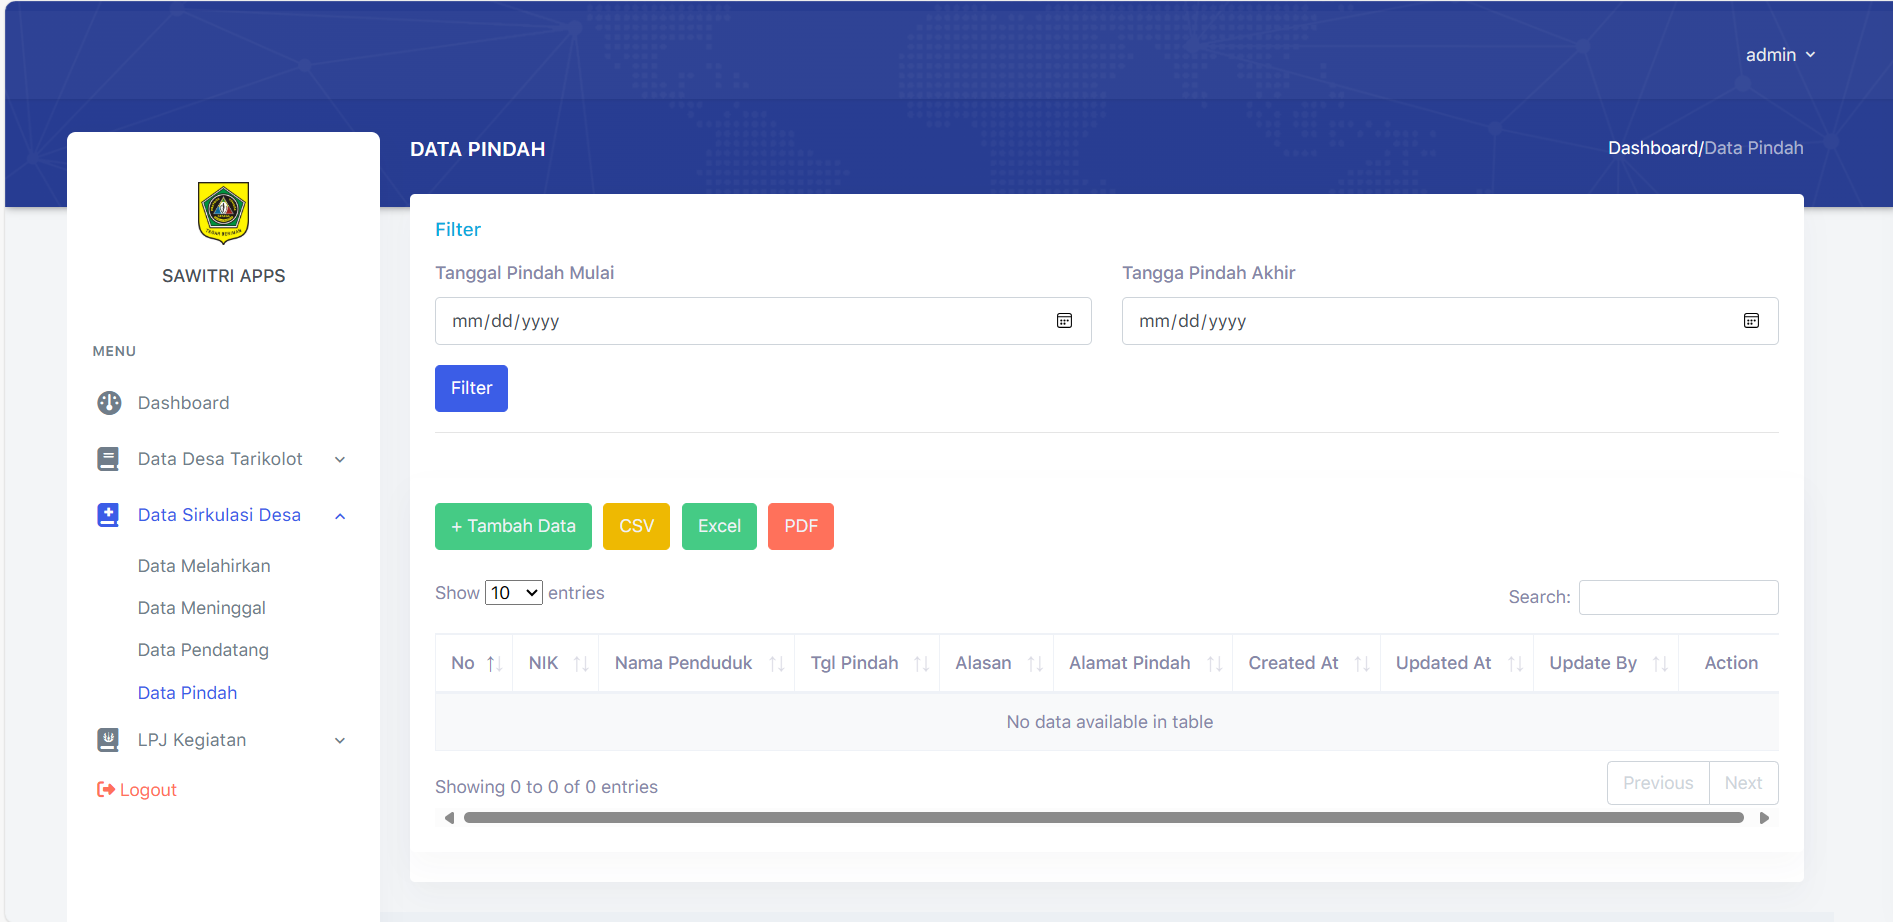 admin
DATA PINDAH
Dashboard/Data Pindah
SAWITRI APPS
MENU
Dashboard
Data Desa Tarikolot
Data Sirkulasi Desa
Data Melahirkan
Data Meninggal
Data Pendatang
Data Pindah
LPJ Kegiatan
Logout
Filter
Tanggal Pindah Mulai
Tangga Pindah Akhir
mm/dd/yyyy
mm/dd/yyyy
Filter
+ Tambah Data CSV Excel PDF
Show 10 entries
Search:
No NIK Nama Penduduk Tgl Pindah Alasan Alamat Pindah Created At Updated At Update By Action
No data available in table
Showing 0 to 0 of 0 entries
Previous Next